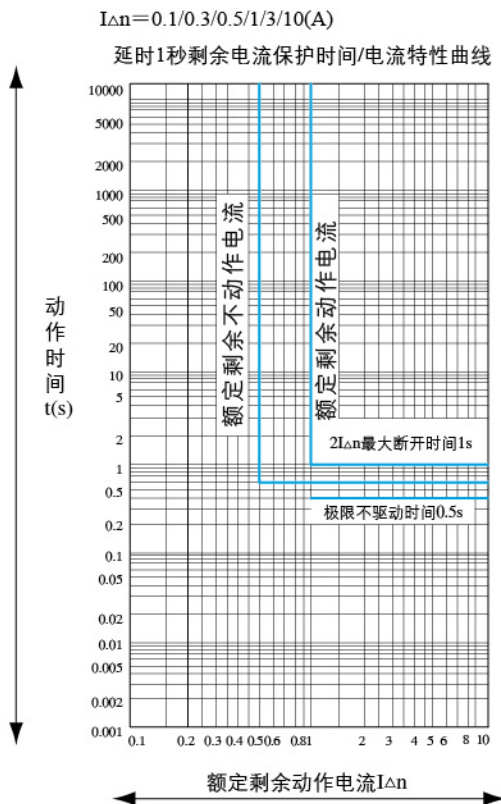 I△n＝0.1/0.3/0.5/1/3/10(A)
延时1秒剩余电流保护时间/电流特性曲线
10000
5000
2000
1000
500
200
100
50
20
10
5
2
1
0.5
0.2
0.1
0.05
0.02
0.01
0.005
0.002
0.001
动作时间
t(s)
额定剩余不动作电流
额定剩余动作电流
2I△n最大断开时间1s
极限不驱动时间0.5s
0.1 0.2 0.3 0.4 0.5 0.6 0.8 1 2 3 4 5 6 8 10
额定剩余动作电流I△n